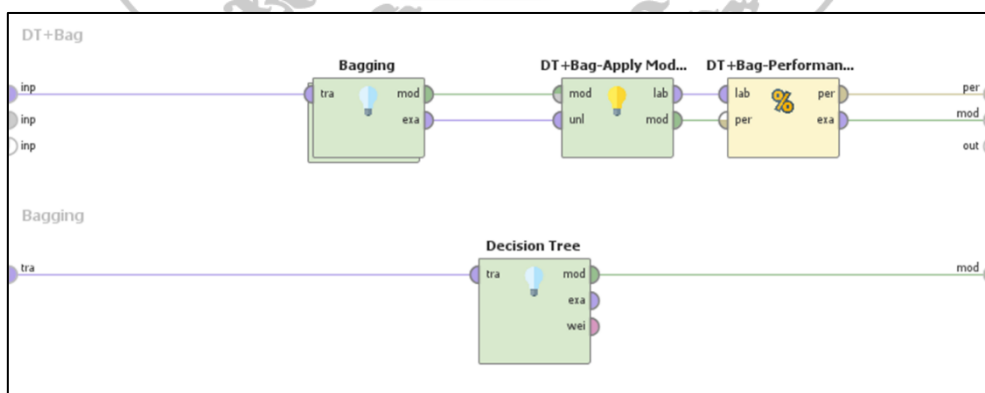 DT+Bag
Bagging DT+Bag-Apply Mod... DT+Bag-Performan...
inp tra mod mod lab lab per per
inp exa unl mod per exa mod
inp out
Bagging
Decision Tree
tra tra mod mod
exa
wei